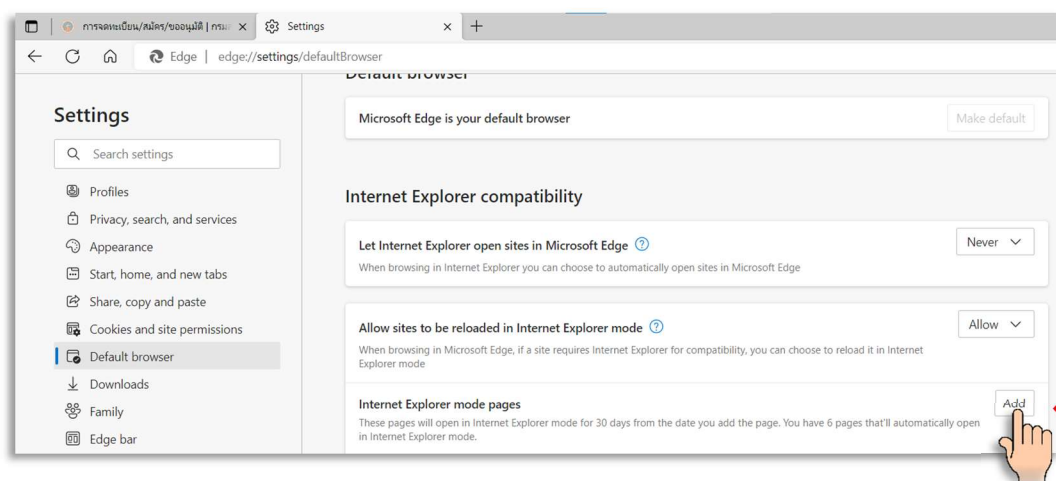 การจดทะเบียน/สมัคร/ขออนุมัติ | กรม
Settings
Edge | edge://settings/defaultBrowser
Default browser
Settings
Microsoft Edge is your default browser
Make default
Search settings
Profiles
Internet Explorer compatibility
Privacy, search, and services
Appearance
Let Internet Explorer open sites in Microsoft Edge
Never
When browsing in Internet Explorer you can choose to automatically open sites in Microsoft Edge
Start, home, and new tabs
Share, copy and paste
Cookies and site permissions
Allow sites to be reloaded in Internet Explorer mode
Allow
When browsing in Microsoft Edge, if a site requires Internet Explorer for compatibility, you can choose to reload it in Internet
Explorer mode
Default browser
Downloads
Family
Edge bar
Internet Explorer mode pages
Add
These pages will open in Internet Explorer mode for 30 days from the date you add the page. You have 6 pages that'll automatically open
in Internet Explorer mode.